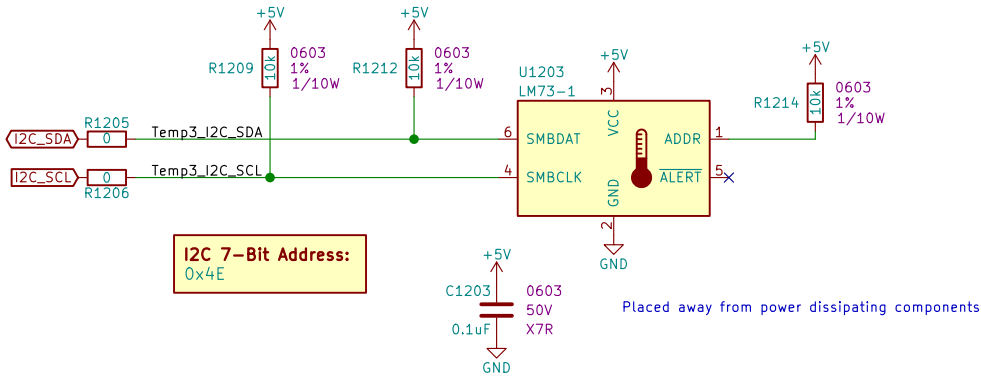 +5V
+5V
R1209
10k
0603
1%
1/10W
R1212
10k
0603
1%
1/10W
+5V
U1203
LM73-1
+5V
R1214
10k
0603
1%
1/10W
I2C_SDA
R1205
0
Temp3_I2C_SDA
I2C_SCL
0
R1206
Temp3_I2C_SCL
3
VCC
6
SMBDAT
ADDR
1
4
SMBCLK
ALERT
5
GND
2
GND
I2C 7-Bit Address:
0x4E
+5V
C1203
0.1uF
0603
50V
X7R
GND
Placed away from power dissipating components